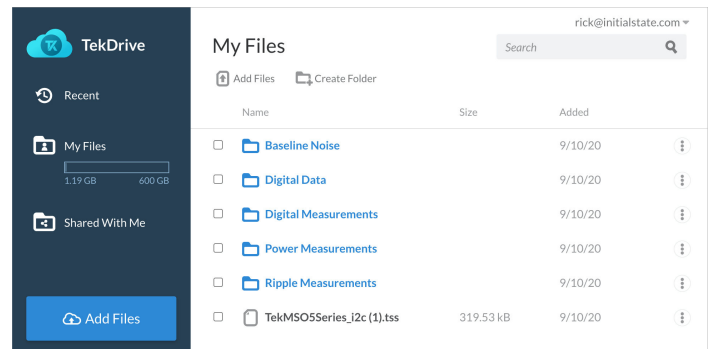 TekDrive
Recent
My Files
1.19 GB 600 GB
Shared With Me
Add Files
rick@initialstate.com
My Files
Search
Add Files Create Folder
Name Size Added
Baseline Noise 9/10/20
Digital Data 9/10/20
Digital Measurements 9/10/20
Power Measurements 9/10/20
Ripple Measurements 9/10/20
TekMSO5Series_i2c (1).tss 319.53 kB 9/10/20